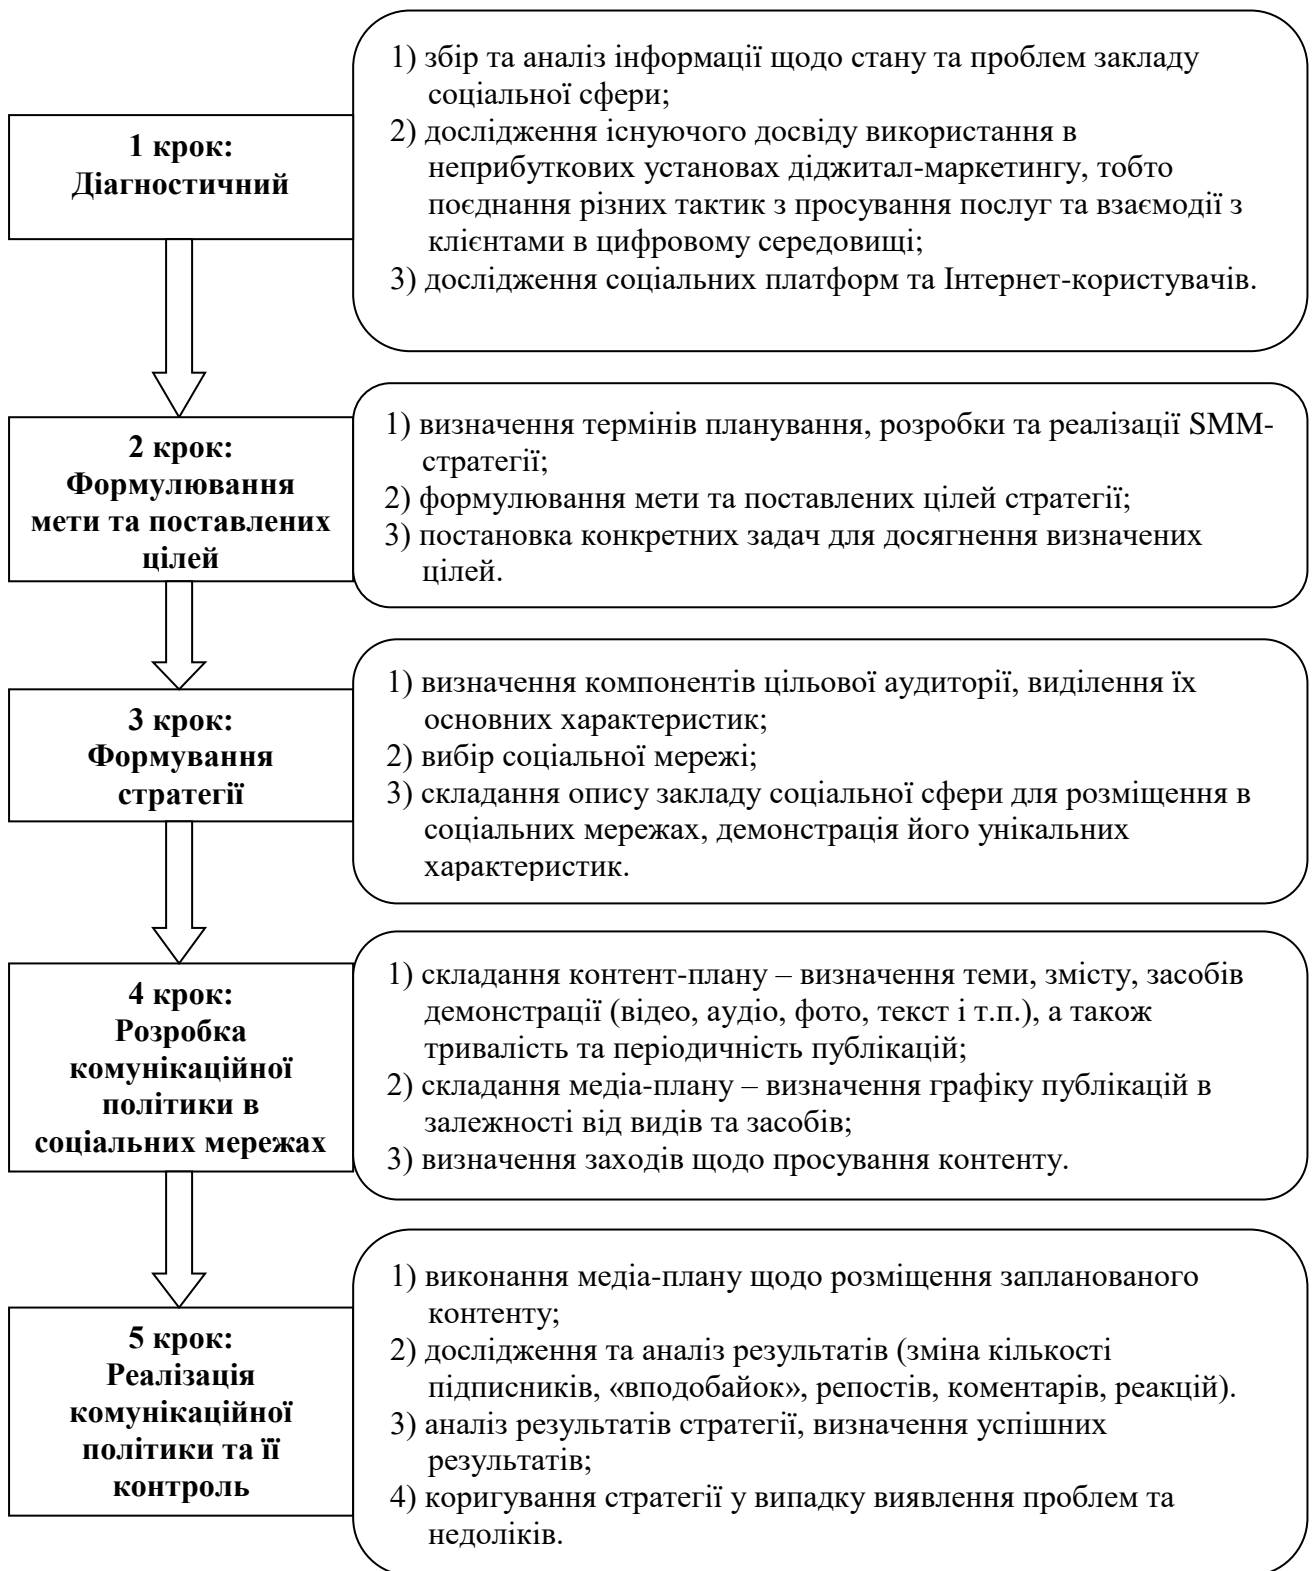 1 крок:
Діагностичний
1) збір та аналіз інформації щодо стану та проблем закладу
соціальної сфери;
2) дослідження існуючого досвіду використання в
неприбуткових установах діджитал-маркетингу, тобто
поєднання різних тактик з просування послуг та взаємодії з
клієнтами в цифровому середовищі;
3) дослідження соціальних платформ та Інтернет-користувачів.
2 крок:
Формулювання
мети та поставлених
цілей
1) визначення термінів планування, розробки та реалізації SMM-
стратегії;
2) формулювання мети та поставлених цілей стратегії;
3) постановка конкретних задач для досягнення визначених
цілей.
3 крок:
Формування
стратегії
1) визначення компонентів цільової аудиторії, виділення їх
основних характеристик;
2) вибір соціальної мережі;
3) складання опису закладу соціальної сфери для розміщення в
соціальних мережах, демонстрація його унікальних
характеристик.
4 крок:
Розробка
комунікаційної
політики в
соціальних мережах
1) складання контент-плану – визначення теми, змісту, засобів
демонстрації (відео, аудіо, фото, текст і т.п.), а також
тривалість та періодичність публікацій;
2) складання медіа-плану – визначення графіку публікацій в
залежності від видів та засобів;
3) визначення заходів щодо просування контенту.
5 крок:
Реалізація
комунікаційної
політики та її
контроль
1) виконання медіа-плану щодо розміщення запланованого
контенту;
2) дослідження та аналіз результатів (зміна кількості
підписників, «вподобайок», репостів, коментарів, реакцій).
3) аналіз результатів стратегії, визначення успішних
результатів;
4) коригування стратегії у випадку виявлення проблем та
недоліків.